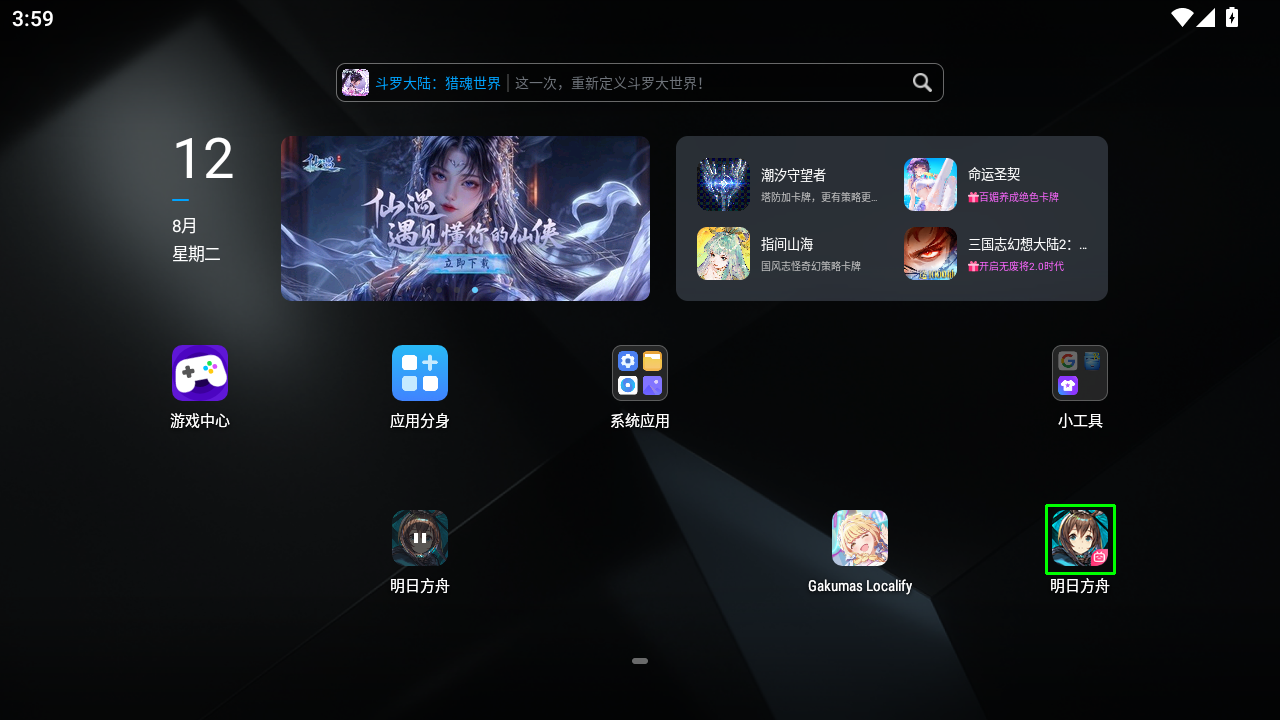 3:59
斗罗大陆：猎魂世界 | 这一次，重新定义斗罗大世界！
12
8月
星期二
仙遇
仙遇
遇见懂你的仙侠
立即下载
潮汐守望者
塔防加卡牌，更有策略更...
命运圣契
百媚养成绝色卡牌
指间山海
国风志怪奇幻策略卡牌
三国志幻想大陆2：...
开启无废将2.0时代
游戏中心
应用分身
系统应用
小工具
明日方舟
Gakumas Localify
明日方舟